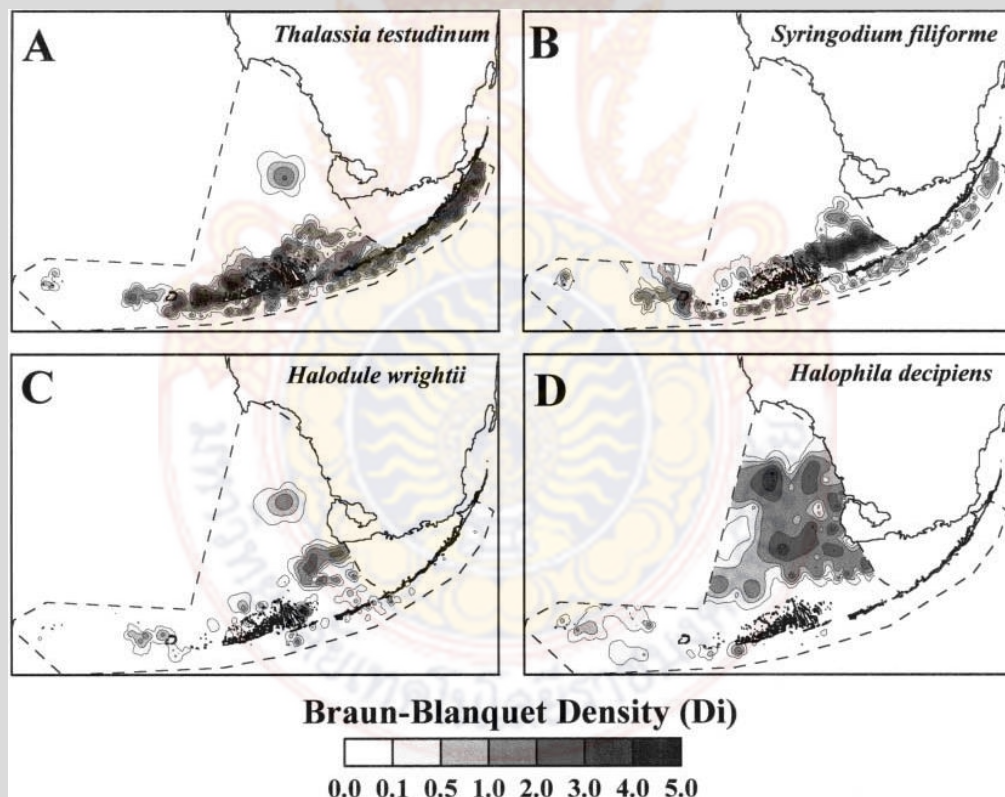 A
Thalassia testudinum
B
Syringodium filiforme
C
Halodule wrightii
D
Halophila decipiens
Braun-Blanquet Density (Di)
0.0 0.1 0.5 1.0 2.0 3.0 4.0 5.0